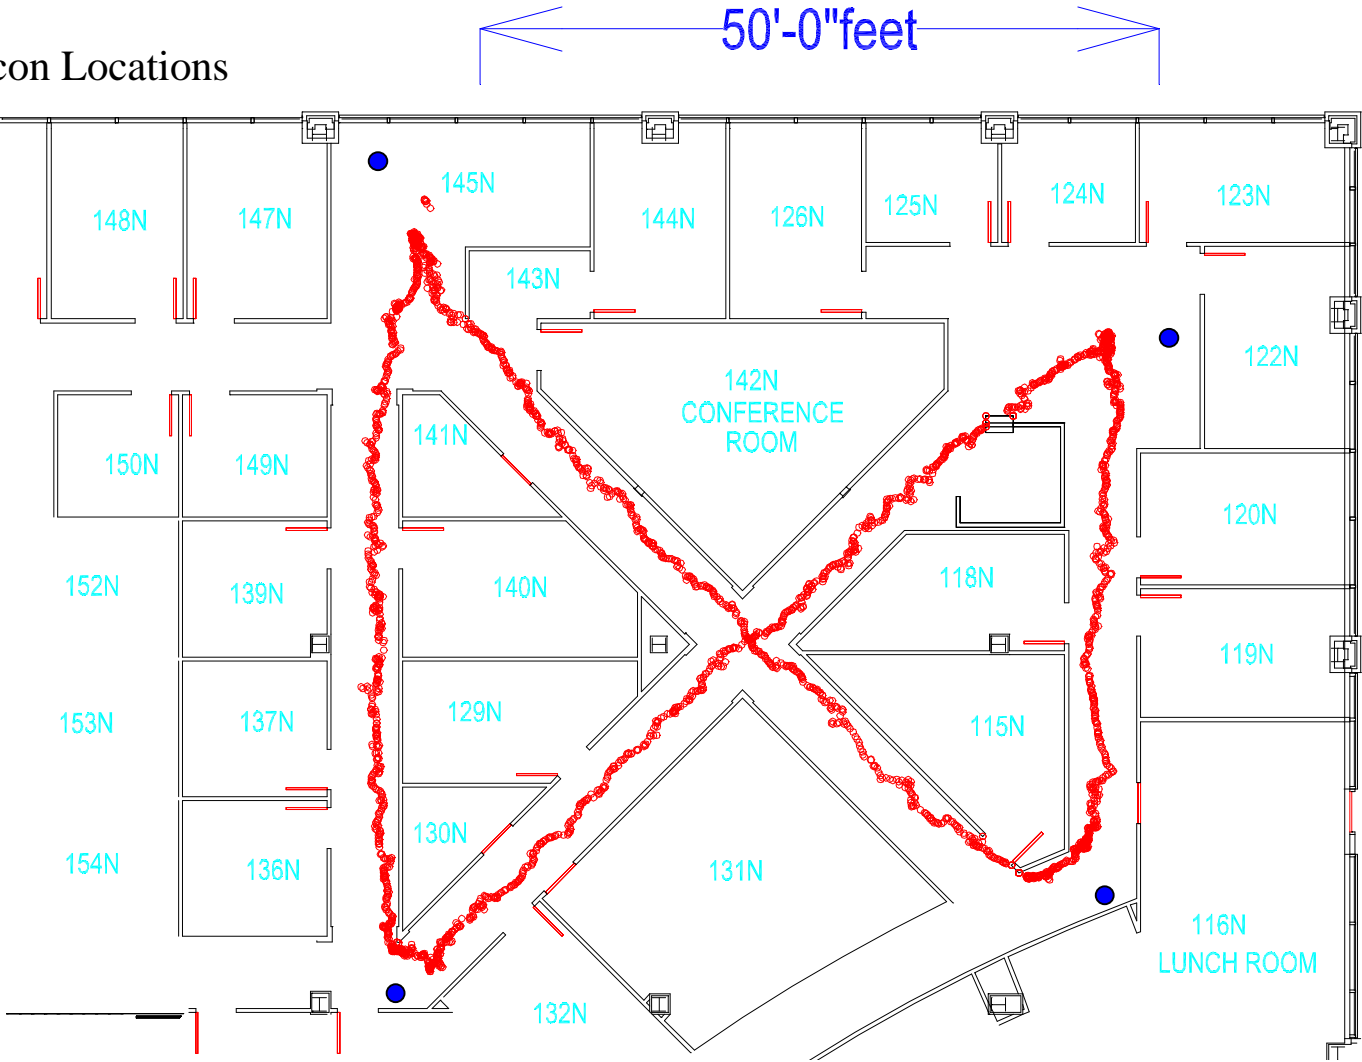 50'-0"feet
con Locations
148N
147N
145N
144N
126N
125N
124N
123N
143N
122N
142N
CONFERENCE
ROOM
141N
150N
149N
120N
152N
139N
140N
118N
119N
153N
137N
129N
115N
154N
136N
130N
131N
116N
LUNCH ROOM
132N